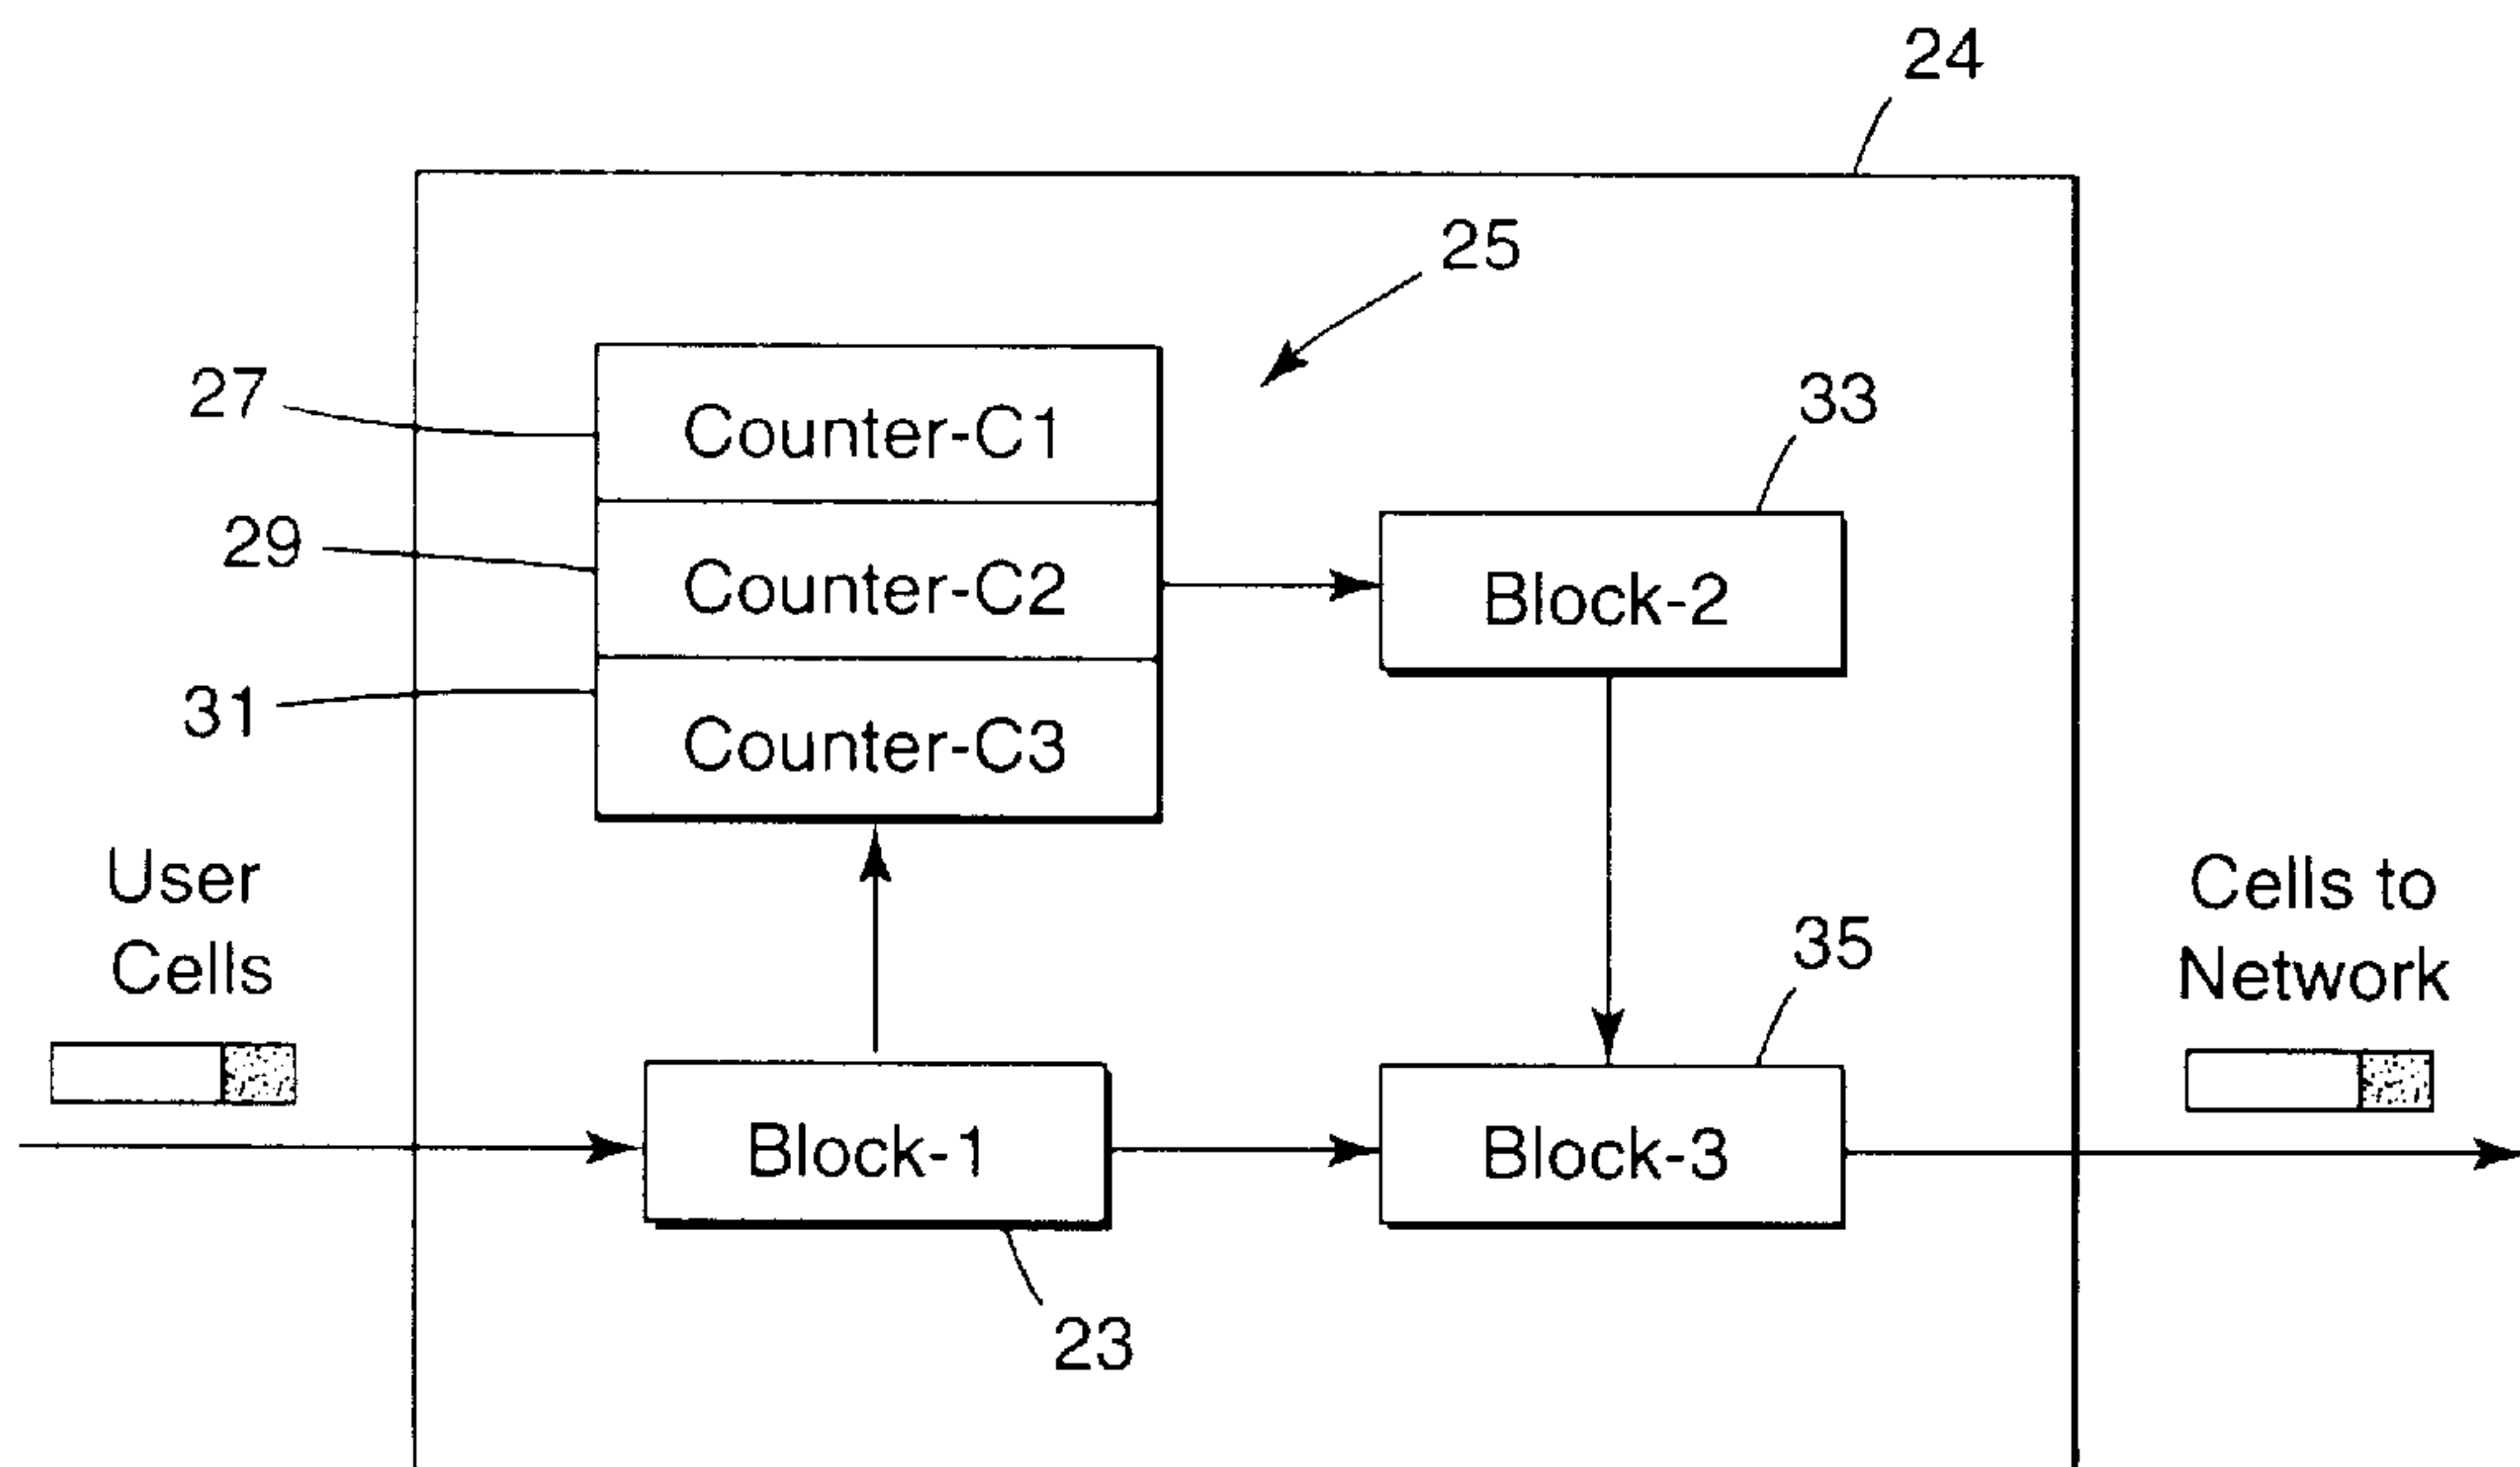 24
25
27
Counter-C1
33
29
Counter-C2
Block-2
31
Counter-C3
User
Cells
Cells to
Network
35
Block-1
Block-3
23